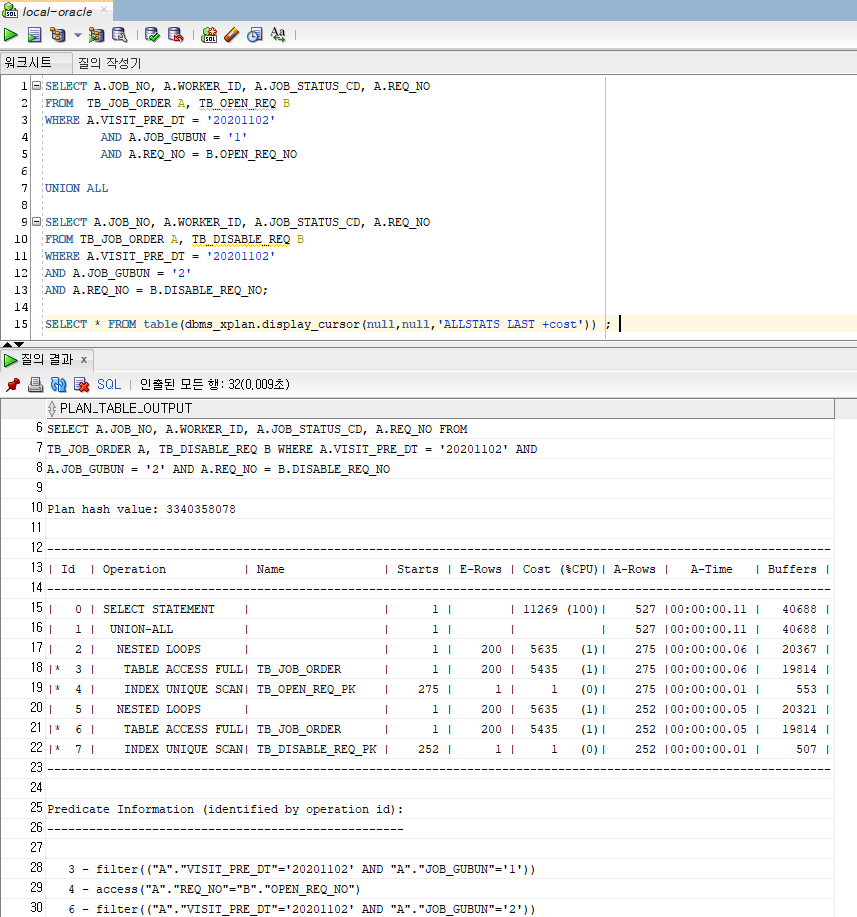 local-oracle
워크시트 질의 작성기
1 SELECT A.JOB_NO, A.WORKER_ID, A.JOB_STATUS_CD, A.REQ_NO
2 FROM  TB_JOB_ORDER A, TB_OPEN_REQ B
3 WHERE A.VISIT_PRE_DT = '20201102'
4         AND A.JOB_GUBUN = '1'
5         AND A.REQ_NO = B.OPEN_REQ_NO
6
7 UNION ALL
8
9 SELECT A.JOB_NO, A.WORKER_ID, A.JOB_STATUS_CD, A.REQ_NO
10 FROM TB_JOB_ORDER A, TB_DISABLE_REQ B
11 WHERE A.VISIT_PRE_DT = '20201102'
12 AND A.JOB_GUBUN = '2'
13 AND A.REQ_NO = B.DISABLE_REQ_NO;
14
15 SELECT * FROM table(dbms_xplan.display_cursor(null,null,'ALLSTATS LAST +cost')) ;
질의 결과 x
SQL | 인출된 모든 행: 32(0,009초)
PLAN_TABLE_OUTPUT
6 SELECT A.JOB_NO, A.WORKER_ID, A.JOB_STATUS_CD, A.REQ_NO FROM
7 TB_JOB_ORDER A, TB_DISABLE_REQ B WHERE A.VISIT_PRE_DT = '20201102' AND
8 A.JOB_GUBUN = '2' AND A.REQ_NO = B.DISABLE_REQ_NO
9
10 Plan hash value: 3340358078
11
12 ----------------------------------------------------------------------------------------------------------------
13 | Id  | Operation            | Name              | Starts | E-Rows | Cost (%CPU)| A-Rows |   A-Time   | Buffers |
14 ----------------------------------------------------------------------------------------------------------------
15 |   0 | SELECT STATEMENT     |                   |      1 |        | 11269 (100)|    527 |00:00:00.11 |   40688 |
16 |   1 |  UNION-ALL           |                   |      1 |        |            |    527 |00:00:00.11 |   40688 |
17 |   2 |   NESTED LOOPS       |                   |      1 |    200 |  5635   (1)|    275 |00:00:00.06 |   20367 |
18 |*  3 |    TABLE ACCESS FULL| TB_JOB_ORDER      |      1 |    200 |  5435   (1)|    275 |00:00:00.06 |   19814 |
19 |*  4 |    INDEX UNIQUE SCAN| TB_OPEN_REQ_PK    |    275 |      1 |     1   (0)|    275 |00:00:00.01 |     553 |
20 |   5 |   NESTED LOOPS       |                   |      1 |    200 |  5635   (1)|    252 |00:00:00.05 |   20321 |
21 |*  6 |    TABLE ACCESS FULL| TB_JOB_ORDER      |      1 |    200 |  5435   (1)|    252 |00:00:00.05 |   19814 |
22 |*  7 |    INDEX UNIQUE SCAN| TB_DISABLE_REQ_PK |    252 |      1 |     1   (0)|    252 |00:00:00.01 |     507 |
23 ----------------------------------------------------------------------------------------------------------------
24
25 Predicate Information (identified by operation id):
26 ---------------------------------------------------
27
28    3 - filter(("A"."VISIT_PRE_DT"='20201102' AND "A"."JOB_GUBUN"='1'))
29    4 - access("A"."REQ_NO"="B"."OPEN_REQ_NO")
30    6 - filter(("A"."VISIT_PRE_DT"='20201102' AND "A"."JOB_GUBUN"='2'))